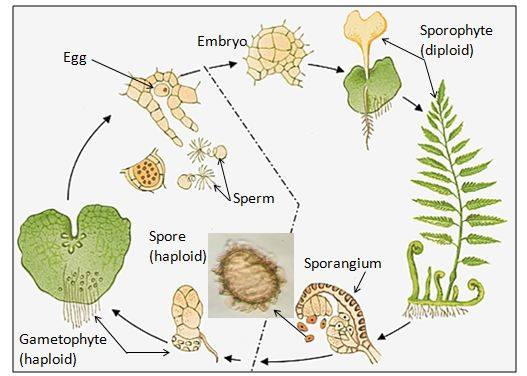 Sporophyte
(diploid)
Embryo
Egg
Sperm
Spore
(haploid)
Sporangium
Gametophyte
(haploid)